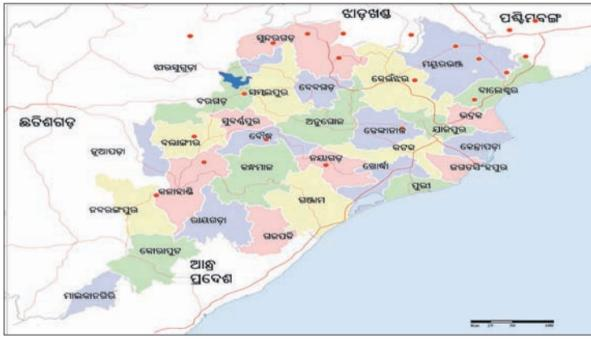 ଝାଡ଼ଖଣ୍ଡ
ପଶ୍ଚିମବଙ୍ଗ
ସୁନ୍ଦରଗଡ଼
ଝାରସୁଗୁଡ଼ା
ମୟୂରଭଞ୍ଜ
କେଉଁଝର
ଦେବଗଡ଼
ସମ୍ବଲପୁର
ବାଲେଶ୍ୱର
ବରଗଡ଼
ଛତିଶଗଡ଼
ସୁବର୍ଣ୍ଣପୁର
ଅନୁଗୋଳ
ଭଦ୍ରକ
ଢେଙ୍କାନାଳ
ଯାଜପୁର
ବଲାଙ୍ଗୀର
ବୌଦ୍ଧ
କଟକ
କେନ୍ଦ୍ରାପଡ଼ା
ନୂଆପଡ଼ା
କନ୍ଧମାଳ
ନୟାଗଡ଼
ଖୋର୍ଦ୍ଧା
ଜଗତସିଂହପୁର
ପୁରୀ
କଳାହାଣ୍ଡି
ଗଞ୍ଜାମ
ନବରଙ୍ଗପୁର
ରାୟଗଡ଼ା
ଗଜପତି
କୋରାପୁଟ
ଆନ୍ଧ୍ର
ପ୍ରଦେଶ
ମାଲକାନଗିରି